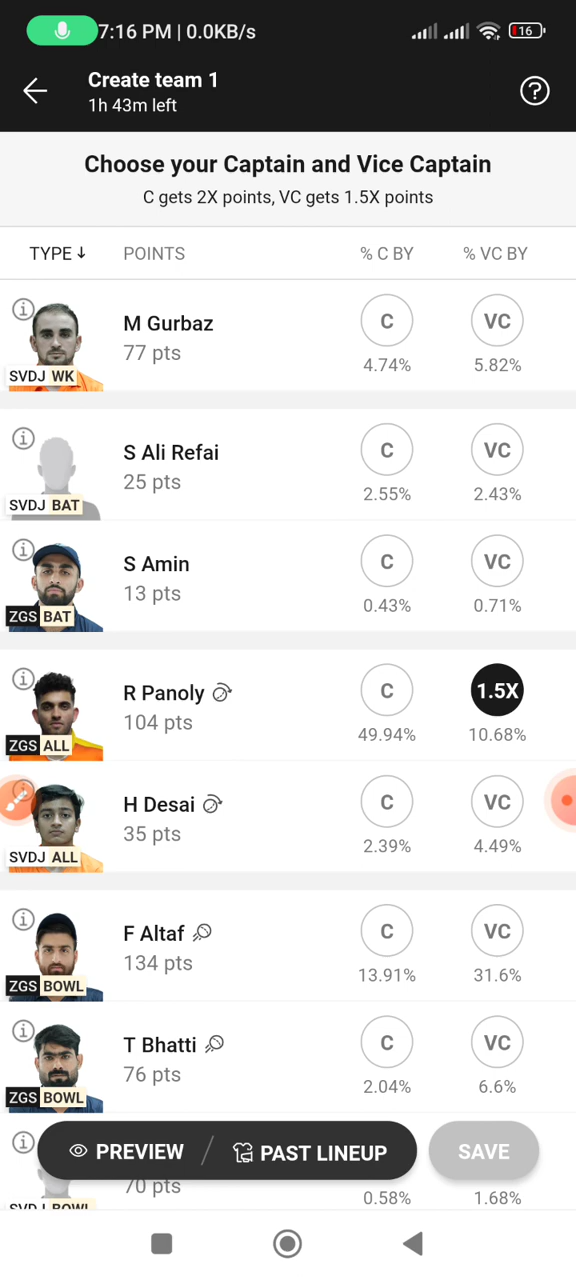 7:16 PM | 0.0KB/s
16
Create team 1
1h 43m left
Choose your Captain and Vice Captain
C gets 2X points, VC gets 1.5X points
TYPE ↓ POINTS % C BY % VC BY
M Gurbaz C VC
77 pts 4.74% 5.82%
SVDJ WK
S Ali Refai C VC
25 pts 2.55% 2.43%
SVDJ BAT
S Amin C VC
13 pts 0.43% 0.71%
ZGS BAT
R Panoly C 1.5X
104 pts 49.94% 10.68%
ZGS ALL
H Desai C VC
35 pts 2.39% 4.49%
SVDJ ALL
F Altaf C VC
134 pts 13.91% 31.6%
ZGS BOWL
T Bhatti C VC
76 pts 2.04% 6.6%
ZGS BOWL
PREVIEW / PAST LINEUP SAVE
70 pts 0.58% 1.68%
SVDJ BOWL